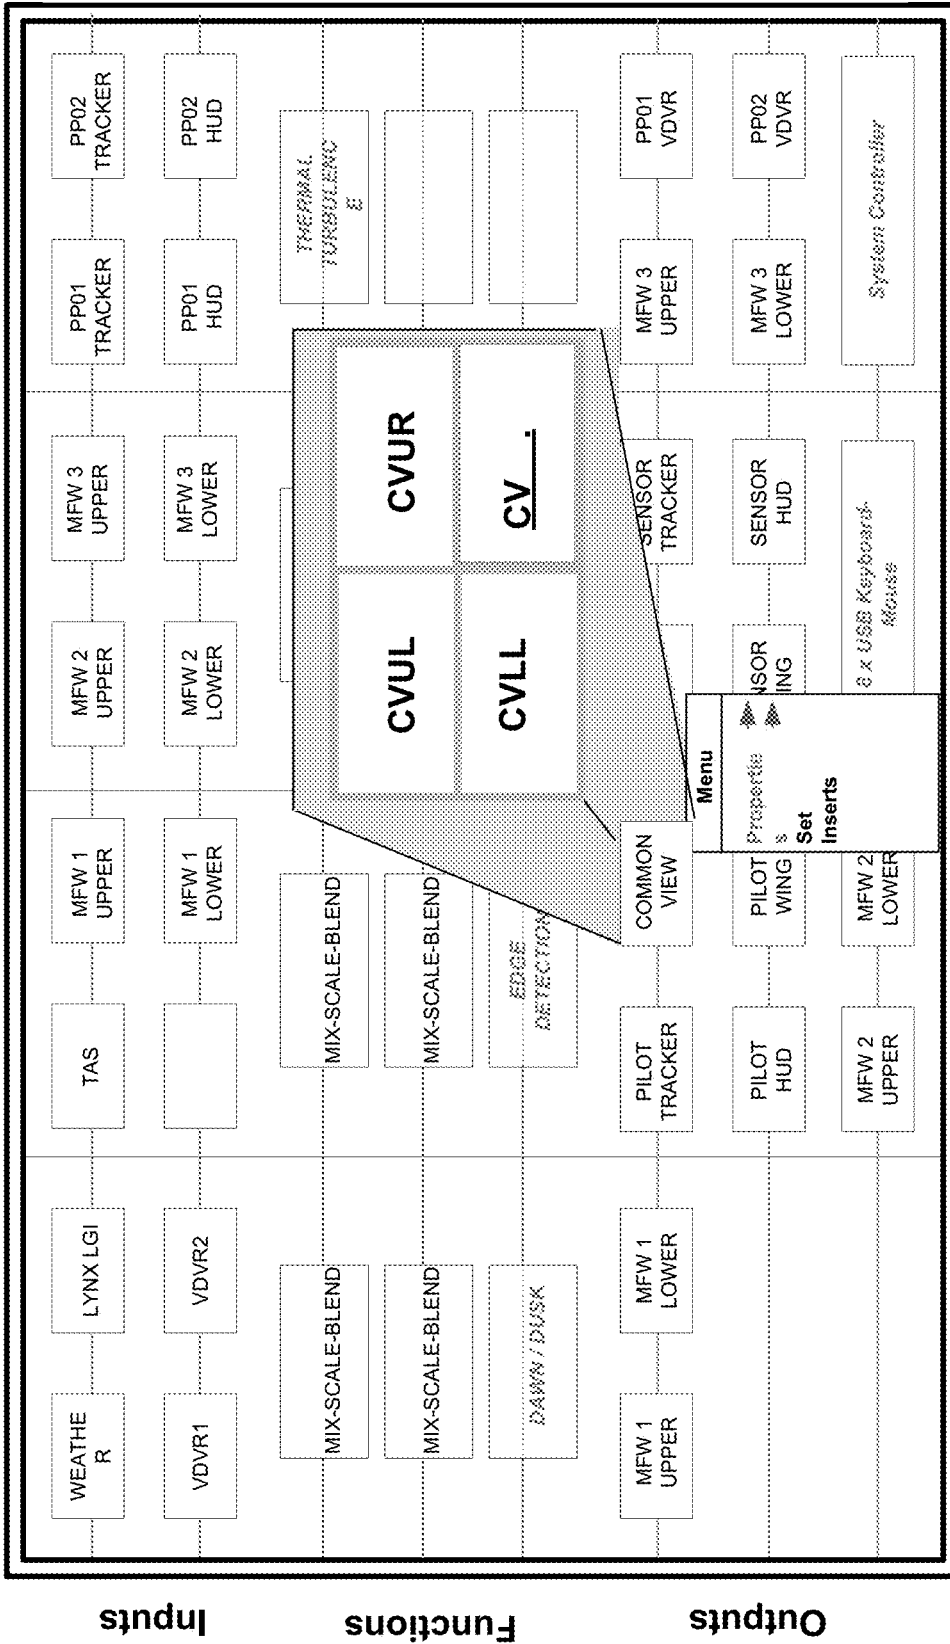 Inputs
WEATHE
R
LYNX LGI
TAS
MFW 1
UPPER
MFW 2
UPPER
MFW 3
UPPER
PP01
TRACKER
PP02
TRACKER
VDVR1
VDVR2
MFW 1
LOWER
MFW 2
LOWER
MFW 3
LOWER
PP01
HUD
PP02
HUD
Functions
MIX-SCALE-BLEND
MIX-SCALE-BLEND
THERMAL
TURBULENC
E
MIX-SCALE-BLEND
MIX-SCALE-BLEND
DAWN / DUSK
EDGE
DETECTION
CVUL
CVUR
CVLL
CV__.
Outputs
MFW 1
UPPER
MFW 1
LOWER
PILOT
TRACKER
COMMON
VIEW
SENSOR
TRACKER
MFW 3
UPPER
PP01
VDVR
PILOT
HUD
PILOT
WING
NSOR
ING
SENSOR
HUD
MFW 3
LOWER
PP02
VDVR
MFW 2
UPPER
MFW 2
LOWER
8 x USB Keyboard-
Mouse
System Controller
Menu
Propertie
s
Set
Inserts